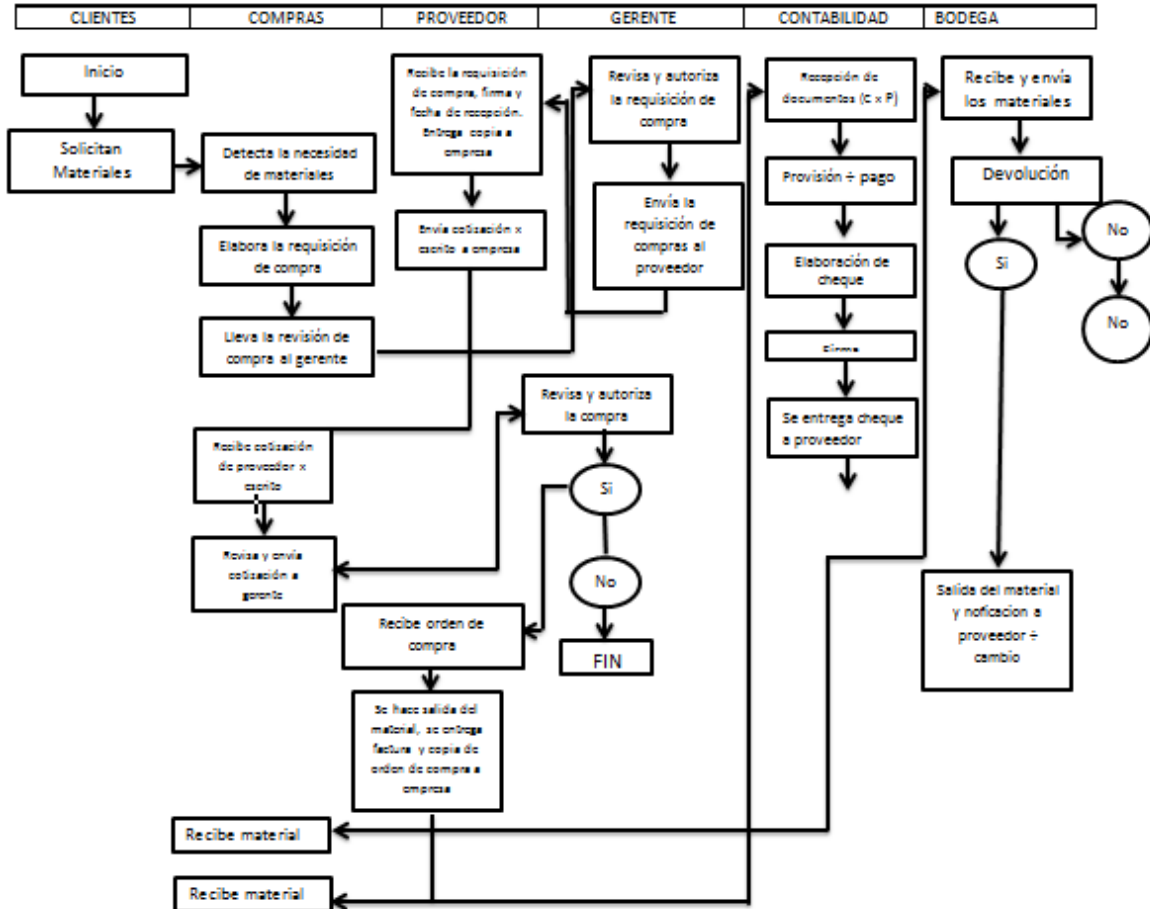 CLIENTES COMPRAS PROVEEDOR GERENTE CONTABILIDAD BODEGA
Inicio
Solicitan
Materiales
Detecta la necesidad
de materiales
Elabora la requisición
de compra
Lleva la revisión de
compra al gerente
Recibe cotización
de proveedor x
escrito
Revisa y envía
cotización a
gerente
Recibe material
Recibe material
Recibe la requisición
de compra, firma y
fecha de recepción.
Entrega copia a
empresa
Envía cotización x
escrito a empresa
Recibe orden de
compra
Se hace salida del
material, se entrega
factura y copia de
orden de compra a
empresa
Revisa y autoriza
la requisición de
compra
Envía la
requisición de
compras al
proveedor
Revisa y autoriza
la compra
Si
No
FIN
Recepción de
documentos (C x P)
Provisión ÷ pago
Elaboración de
cheque
Firma
Se entrega cheque
a proveedor
Recibe y envía
los materiales
Devolución
No
Si
No
Salida del material
y noficacion a
proveedor ÷
cambio